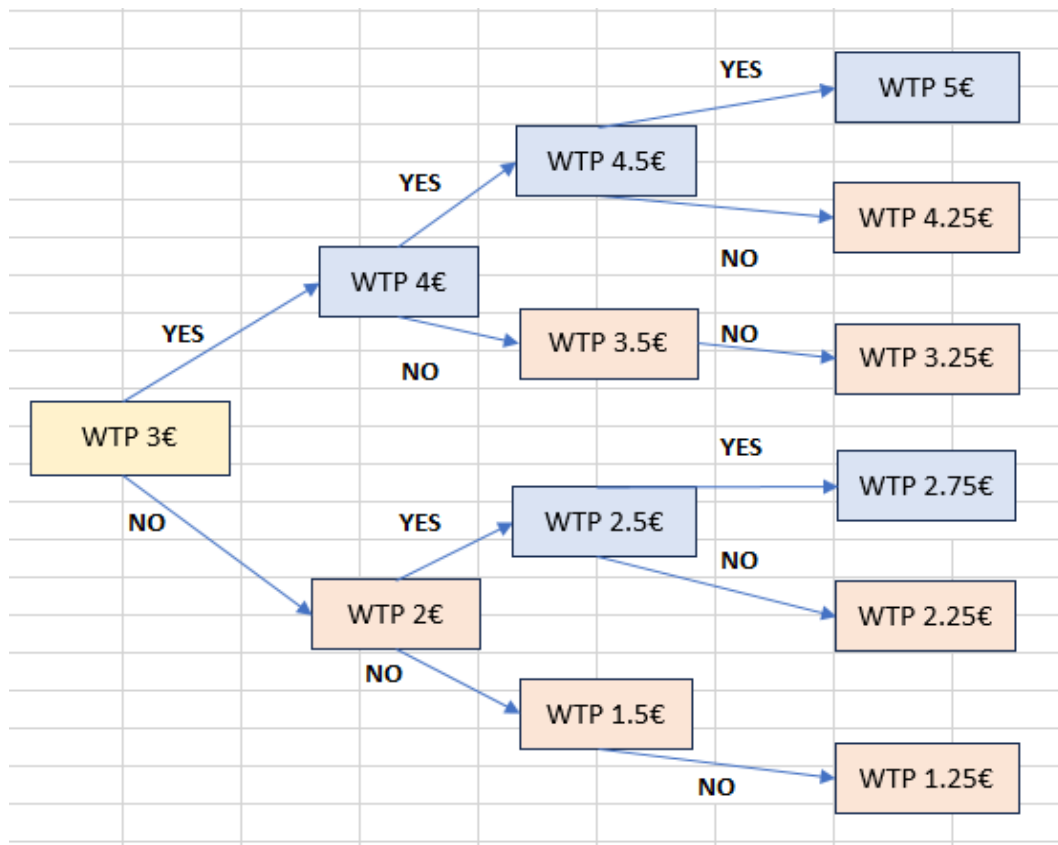 YES
WTP 5€
WTP 4.5€
YES
WTP 4.25€
NO
WTP 4€
YES
WTP 3.5€
NO
WTP 3.25€
NO
WTP 3€
YES
WTP 2.75€
NO
YES
WTP 2.5€
NO
WTP 2€
WTP 2.25€
NO
WTP 1.5€
NO
WTP 1.25€